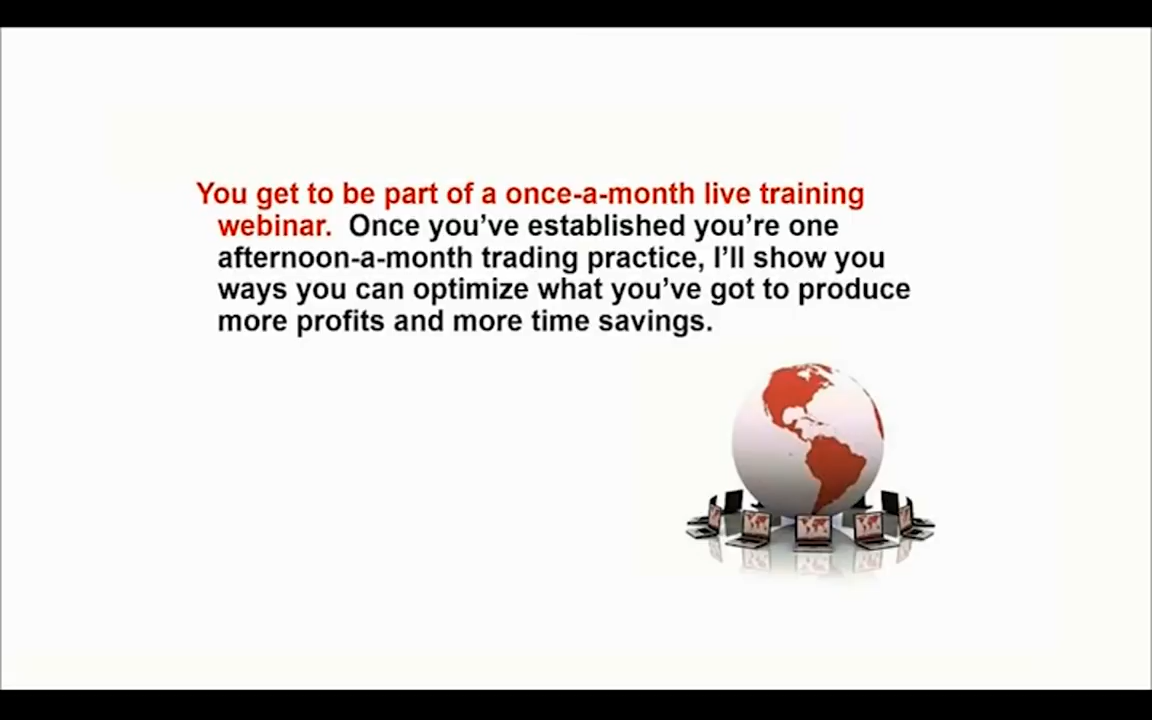 You get to be part of a once-a-month live training
webinar. Once you’ve established you’re one
afternoon-a-month trading practice, I’ll show you
ways you can optimize what you’ve got to produce
more profits and more time savings.